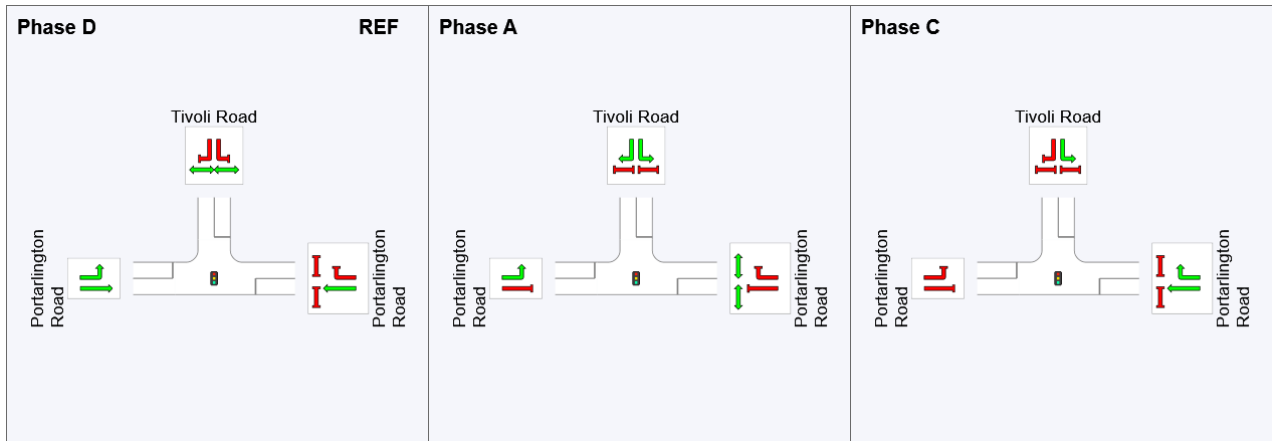 Phase D REF
Tivoli Road
Portarlington
Road
Portarlington
Road
Phase A
Tivoli Road
Portarlington
Road
Portarlington
Road
Phase C
Tivoli Road
Portarlington
Road
Portarlington
Road